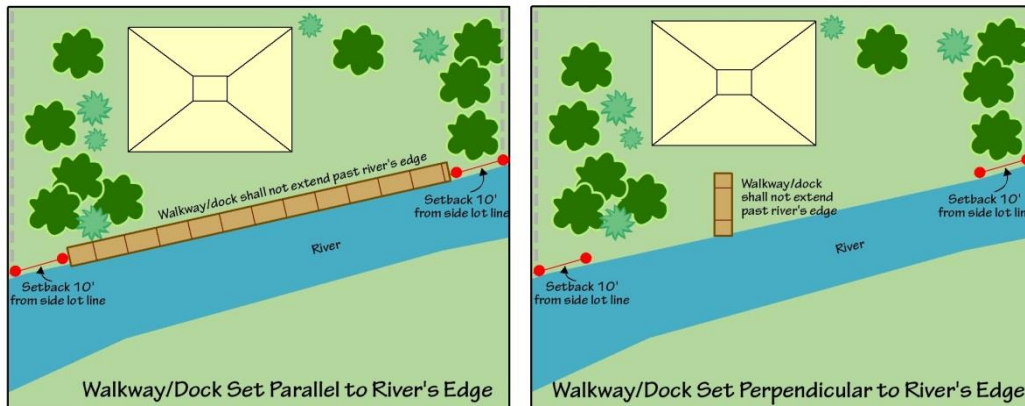 Walkway/dock shall not extend past river's edge
Setback 10'
from side lot line
River
Setback 10'
from side lot line
Walkway/Dock Set Parallel to River's Edge
Walkway/dock
shall not extend
past river's edge
Setback 10'
from side lot line
River
Setback 10'
from side lot line
Walkway/Dock Set Perpendicular to River's Edge